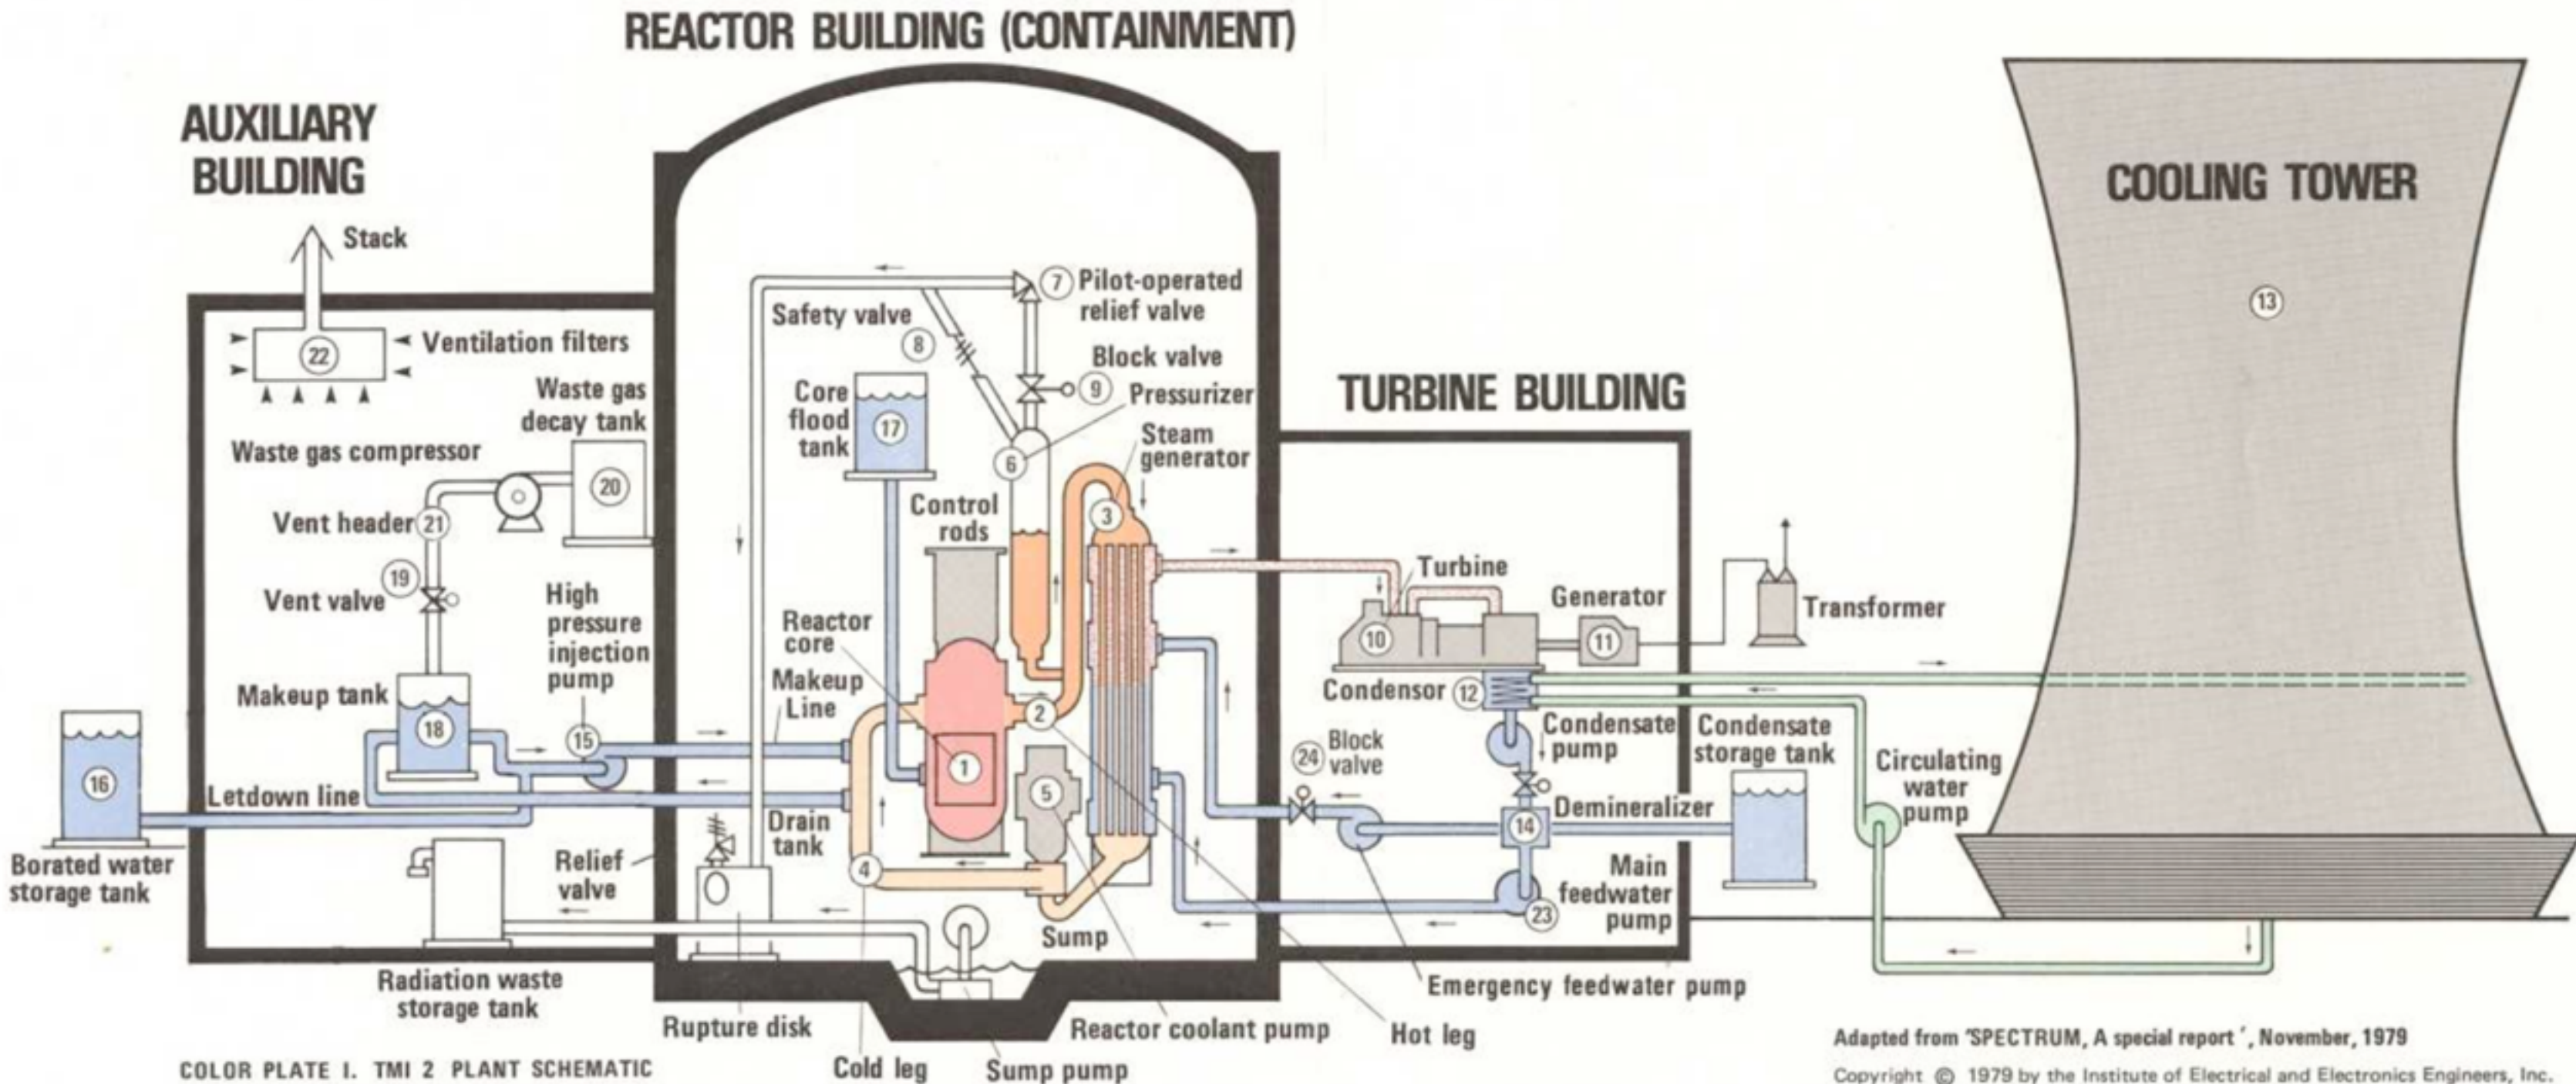 REACTOR BUILDING (CONTAINMENT)
AUXILIARY
BUILDING
Stack
22
Ventilation filters
Waste gas
decay tank
Waste gas compressor
20
Vent header
21
19
Vent valve
High
pressure
injection
pump
Makeup tank
18
15
16
Letdown line
Borated water
storage tank
Relief
valve
Radiation waste
storage tank
7
Pilot-operated
relief valve
Safety valve
8
Block valve
9
Pressurizer
Core
flood
tank
17
Steam
generator
6
3
Control
rods
Reactor
core
Makeup
Line
2
1
5
Drain
tank
4
Sump
Rupture disk
Cold leg
Sump pump
Reactor coolant pump
Hot leg
TURBINE BUILDING
Turbine
10
Generator
11
Transformer
Condensor
12
Condensate
pump
24
Block
valve
Condensate
storage tank
Demineralizer
14
Main
feedwater
pump
23
Emergency feedwater pump
COOLING TOWER
13
Circulating
water
pump
COLOR PLATE I. TMI 2 PLANT SCHEMATIC
Adapted from 'SPECTRUM, A special report', November, 1979
Copyright © 1979 by the Institute of Electrical and Electronics Engineers, Inc.